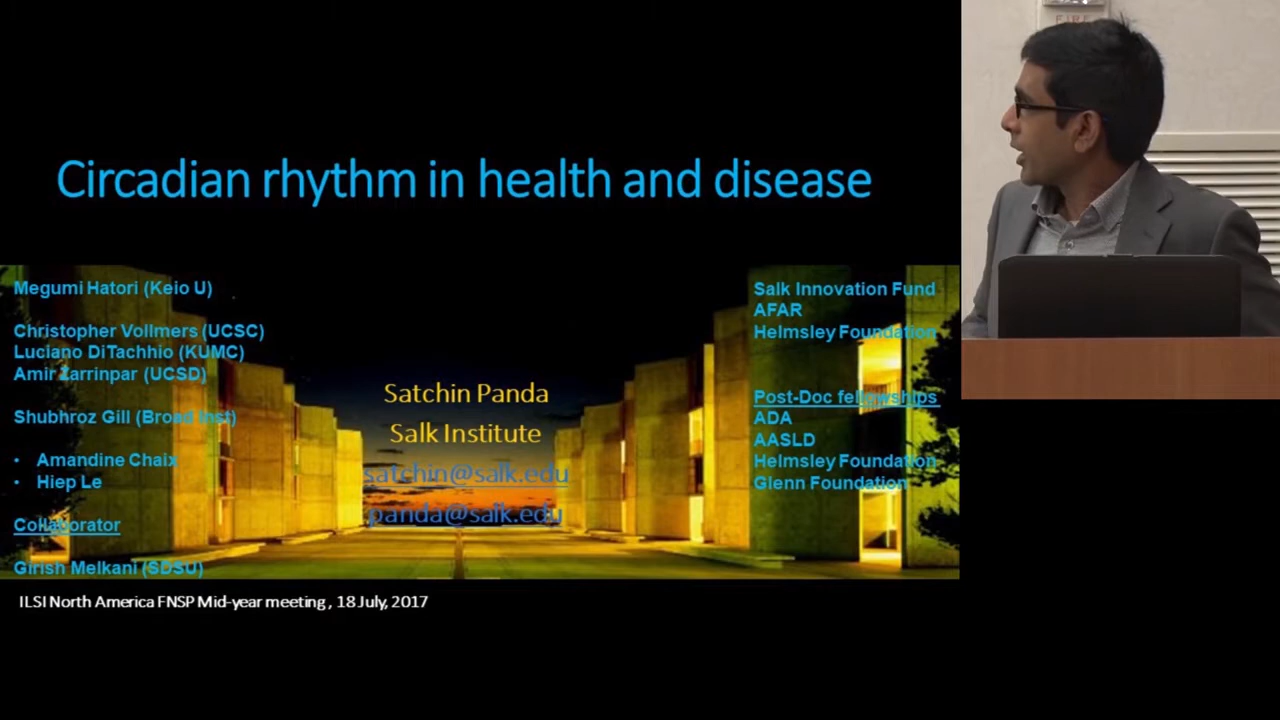 Circadian rhythm in health and disease
Megumi Hatori (Keio U)
Christopher Vollmers (UCSC)
Luciano DiTachhio (KUMC)
Amir Zarrinpar (UCSD)
Shubhroz Gill (Broad Inst)
• Amandine Chaix
• Hiep Le
Collaborator
Girish Melkani (SDSU)
Satchin Panda
Salk Institute
satchin@salk.edu
panda@salk.edu
Salk Innovation Fund
AFAR
Helmsley Foundation
Post-Doc fellowships
ADA
AASLD
Helmsley Foundation
Glenn Foundation
ILSI North America FNSP Mid-year meeting , 18 July, 2017
FIRE